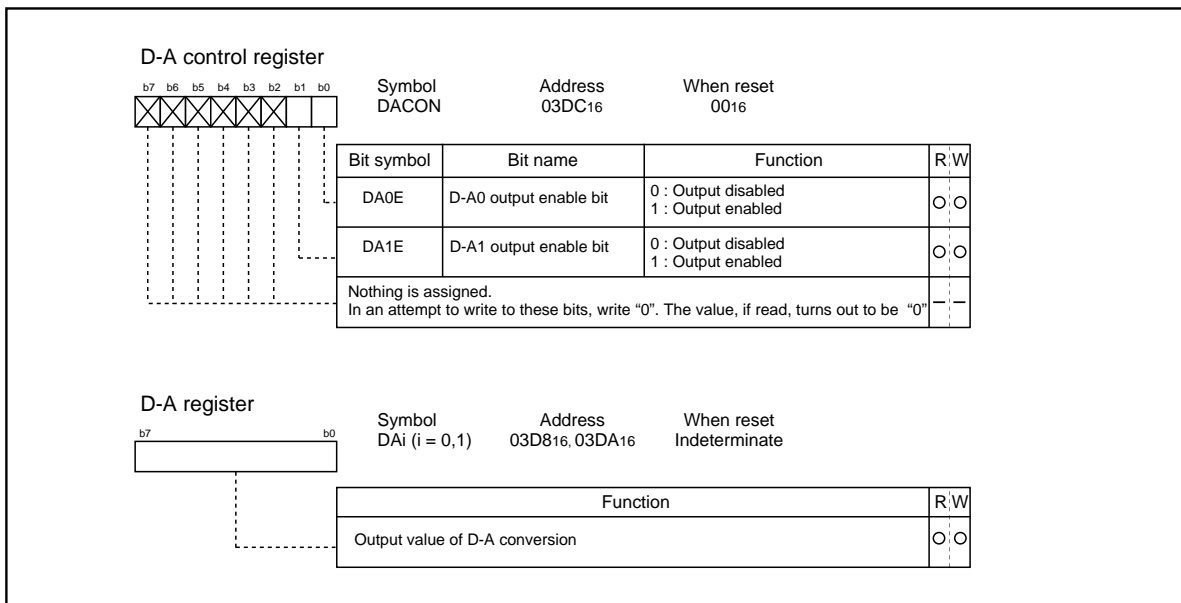 D-A control register
b7 b6 b5 b4 b3 b2 b1 b0
Symbol Address When reset
DACON 03DC16 0016
Bit symbol Bit name Function R W
DA0E D-A0 output enable bit 0 : Output disabled
1 : Output enabled
DA1E D-A1 output enable bit 0 : Output disabled
1 : Output enabled
Nothing is assigned.
In an attempt to write to these bits, write “0”. The value, if read, turns out to be “0”
D-A register
b7 b0
Symbol Address When reset
DAi (i = 0,1) 03D816, 03DA16 Indeterminate
Function R W
Output value of D-A conversion